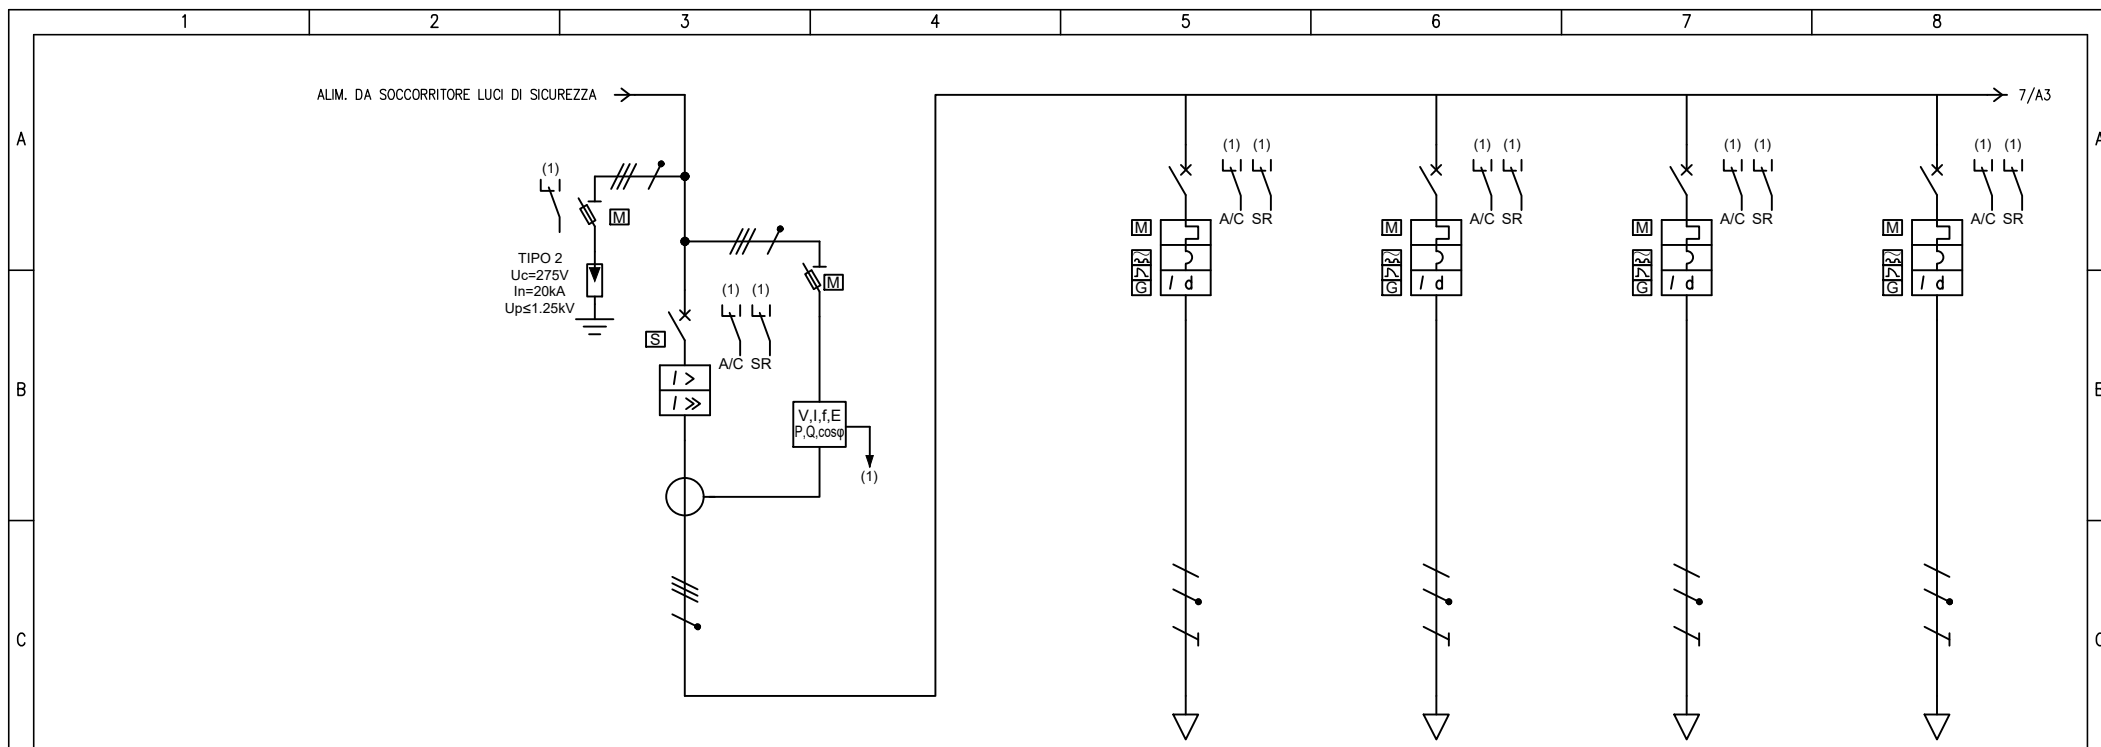 1 2 3 4 5 6 7 8
ALIM. DA SOCCORRITORE LUCI DI SICUREZZA
7/A3
A
A
(1)
(1) (1)
(1) (1)
(1) (1)
(1) (1)
M
A/C SR
A/C SR
A/C SR
A/C SR
M
M
M
M
TIPO 2
Uc=275V
In=20kA
Up≤1.25kV
M
G
G
G
G
I d
I d
I d
I d
(1) (1)
S
A/C SR
I >
I >>
B
B
V,I,f,E
P,Q,cosφ
(1)
C
C